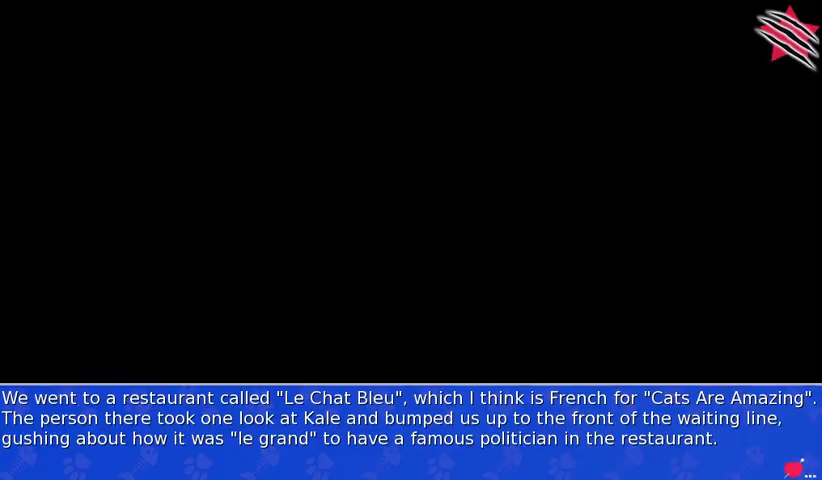 We went to a restaurant called "Le Chat Bleu", which I think is French for "Cats Are Amazing".
The person there took one look at Kale and bumped us up to the front of the waiting line,
gushing about how it was "le grand" to have a famous politician in the restaurant.
...